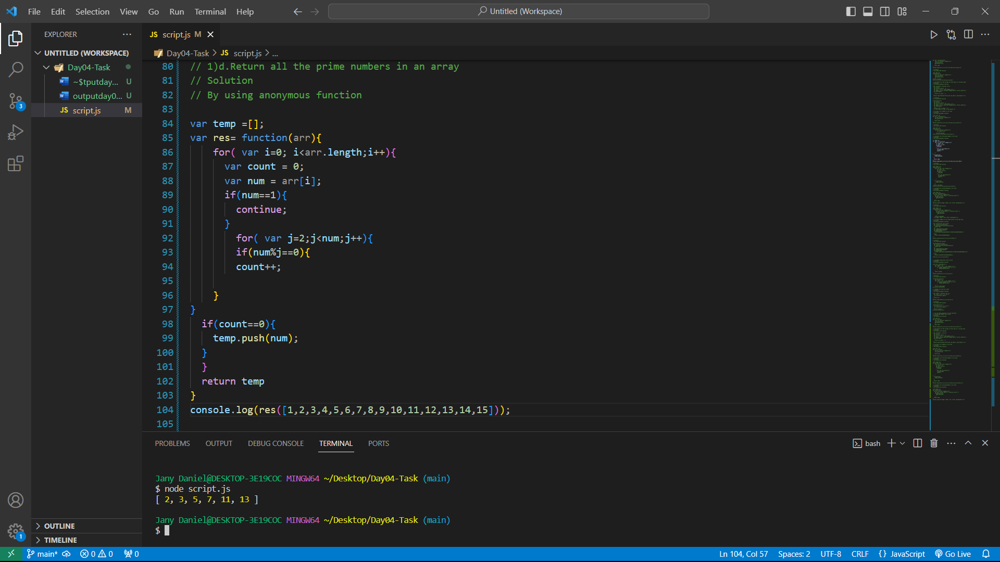 File Edit Selection View Go Run Terminal Help
Untitled (Workspace)
EXPLORER
UNTITLED (WORKSPACE)
Day04-Task
~$tputday... U
outputday0... U
JS script.js M
3
1
OUTLINE
TIMELINE
JS script.js M
Day04-Task > JS script.js > ...
80 // 1)d.Return all the prime numbers in an array
81 // Solution
82 // By using anonymous function
83
84 var temp =[];
85 var res= function(arr){
86 for( var i=0; i<arr.length;i++){
87 var count = 0;
88 var num = arr[i];
89 if(num==1){
90 continue;
91 }
92 for( var j=2;j<num;j++){
93 if(num%j==0){
94 count++;
95
96 }
97 }
98 if(count==0){
99 temp.push(num);
100 }
101 }
102 return temp
103 }
104 console.log(res([1,2,3,4,5,6,7,8,9,10,11,12,13,14,15]));
105
PROBLEMS OUTPUT DEBUG CONSOLE TERMINAL PORTS
bash
Jany Daniel@DESKTOP-3E19COC MINGW64 ~/Desktop/Day04-Task (main)
$ node script.js
[ 2, 3, 5, 7, 11, 13 ]
Jany Daniel@DESKTOP-3E19COC MINGW64 ~/Desktop/Day04-Task (main)
$
main* 0 0 0
Ln 104, Col 57 Spaces: 2 UTF-8 CRLF {} JavaScript Go Live